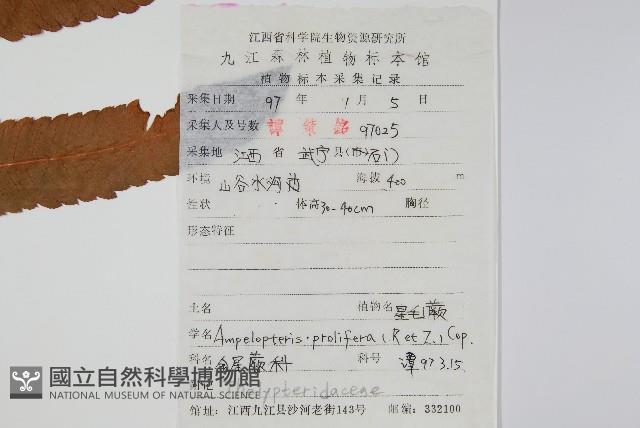 江西省科学院生物资源研究所
九江森林植物标本馆
植物标本采集记录
采集日期 97 年 1 月 5 日
采集人及号数 譚策銘 97025
采集地 江西 省 武宁 县(市)石门
环境 山谷水沟边 海拔 400 m
性状 体高 30-40cm 胸径
形态特征
土名 植物名 星毛蕨
学名 Ampelopteris prolifera (Retz.) Cop.
科名 金星蕨科 科号 谭 97.3.15.
附记 Thelypteridaceae
馆址:江西九江县沙河老街143号 邮编:332100
國立自然科學博物館
NATIONAL MUSEUM OF NATURAL SCIENCE